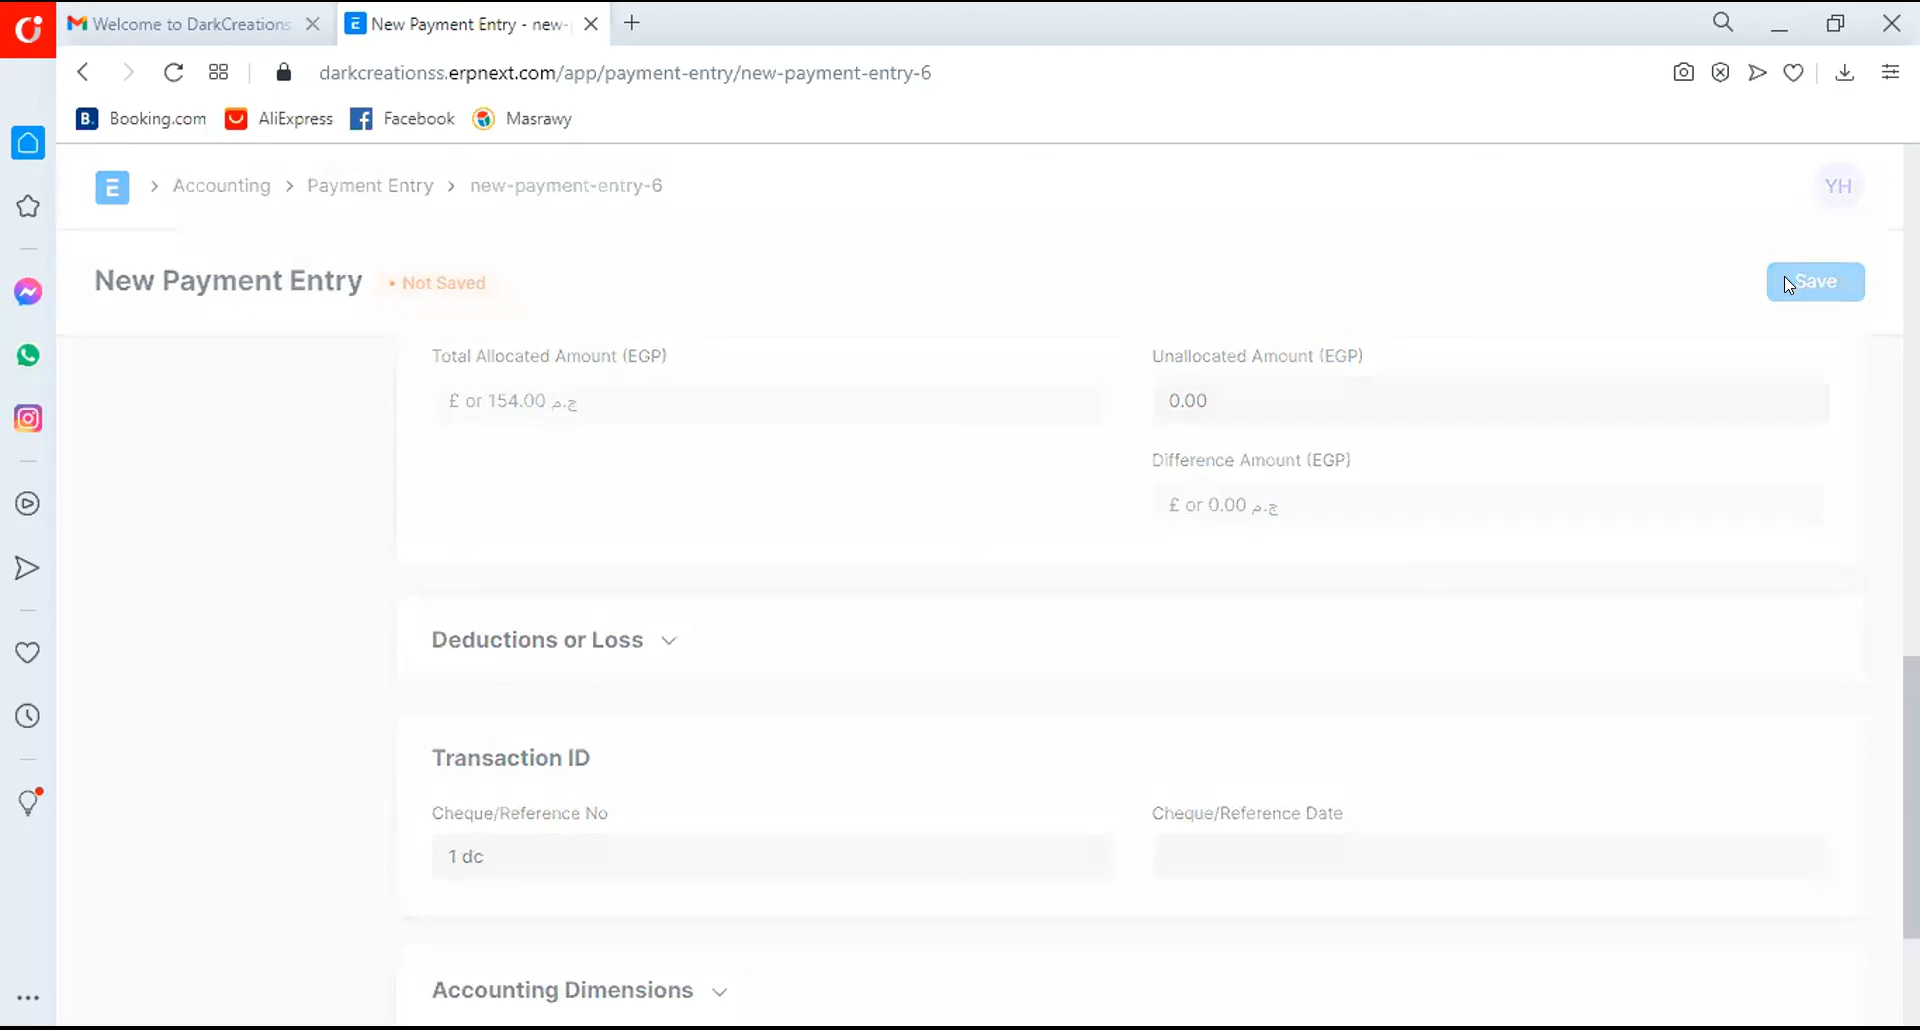 Welcome to DarkCreations
New Payment Entry - new-
darkcreationss.erpnext.com/app/payment-entry/new-payment-entry-6
B. Booking.com AliExpress Facebook Masrawy
E > Accounting > Payment Entry > new-payment-entry-6 YH
New Payment Entry • Not Saved Save
Total Allocated Amount (EGP) Unallocated Amount (EGP)
£ or 154.00 ج.م 0.00
Difference Amount (EGP)
£ or 0.00 ج.م
Deductions or Loss
Transaction ID
Cheque/Reference No Cheque/Reference Date
1 dc
Accounting Dimensions